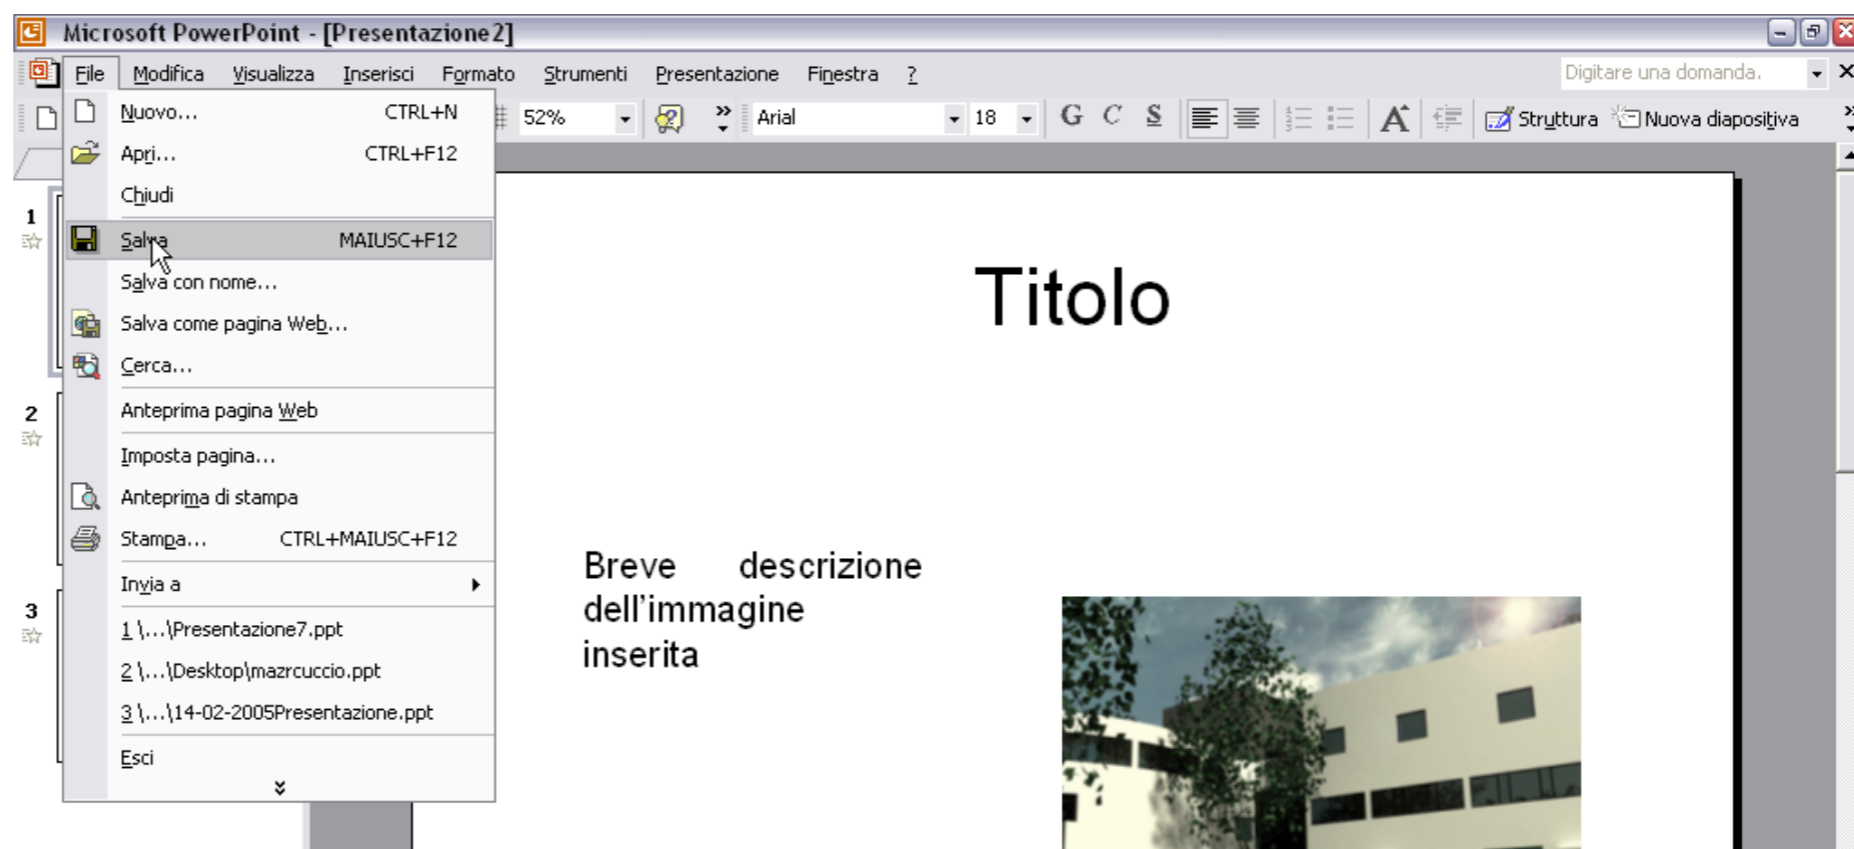 Microsoft PowerPoint - [Presentazione2]
File Modifica Visualizza Inserisci Formato Strumenti Presentazione Finestra ? Digitare una domanda.
52% Arial 18 G C S A Struttura Nuova diapositiva
Nuovo... CTRL+N
Apri... CTRL+F12
Chiudi
Salva MAIUSC+F12
Salva con nome...
Salva come pagina Web...
Cerca...
Anteprima pagina Web
Imposta pagina...
Anteprima di stampa
Stampa... CTRL+MAIUSC+F12
Invia a
1 \...\Presentazione7.ppt
2 \...\Desktop\mazrcuccio.ppt
3 \...\14-02-2005Presentazione.ppt
Esci
1
2
3
Titolo
Breve descrizione
dell'immagine
inserita